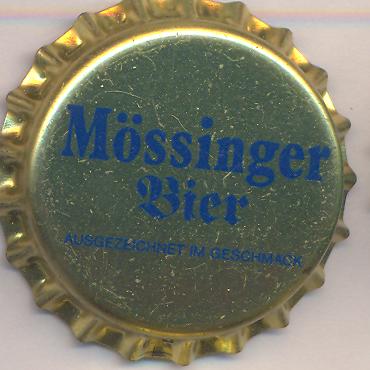 Mössinger
Bier
AUSGEZEICHNET IM GESCHMACK